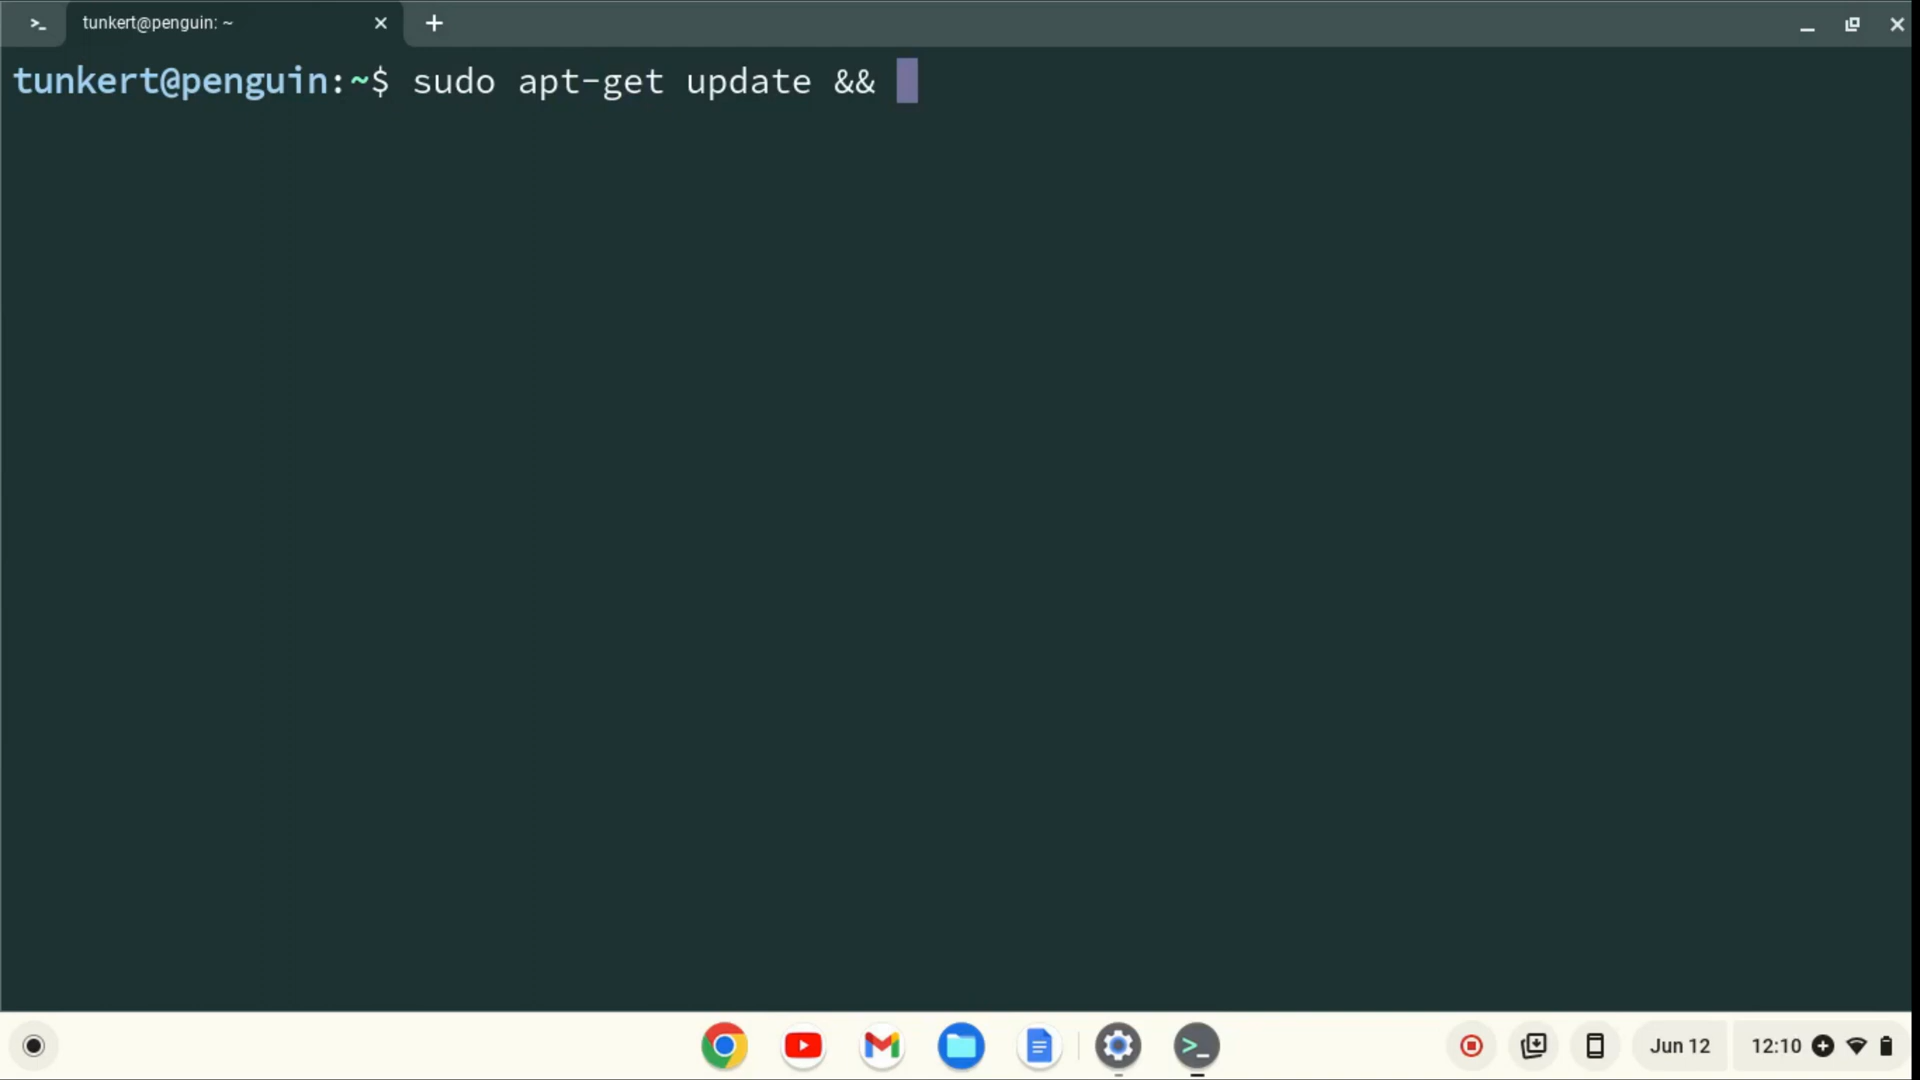 >_ tunkert@penguin: ~
tunkert@penguin:~$ sudo apt-get update &&
>_ Jun 12 12:10